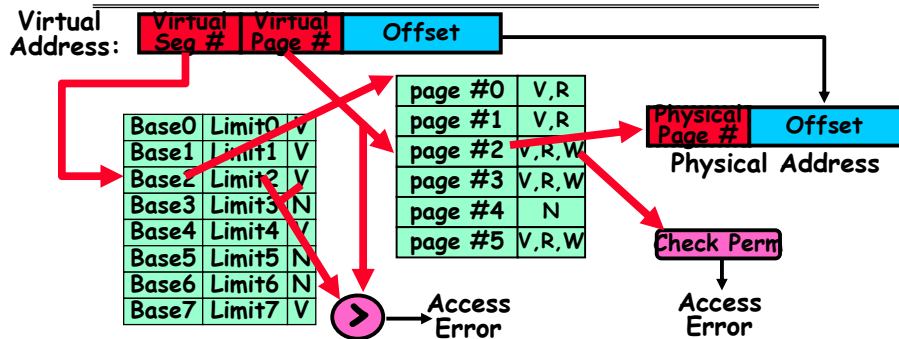 Virtual Address:
Virtual Seg #
Virtual Page #
Offset
Base0 Limit0 V
Base1 Limit1 V
Base2 Limit2 V
Base3 Limit3 N
Base4 Limit4 V
Base5 Limit5 N
Base6 Limit6 N
Base7 Limit7 V
page #0 V,R
page #1 V,R
page #2 V,R,W
page #3 V,R,W
page #4 N
page #5 V,R,W
>
Access
Error
Physical
Page #
Offset
Physical Address
Check Perm
Access
Error